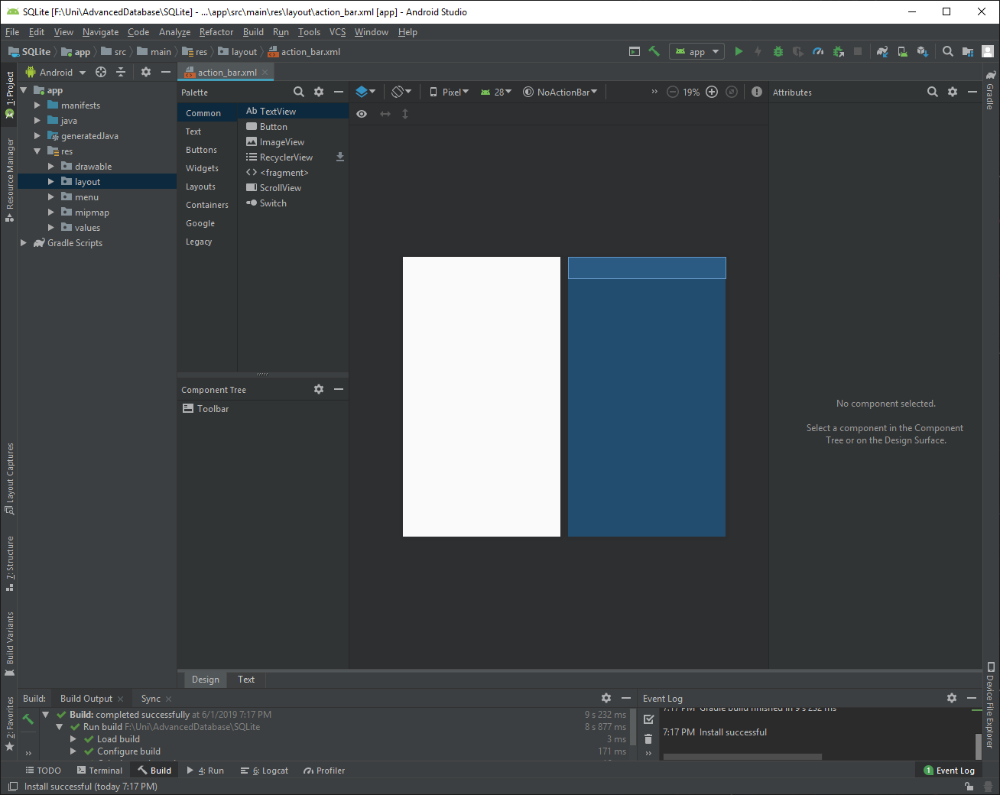 SQLite [F:\Uni\AdvancedDatabase\SQLite] - ...\app\src\main\res\layout\action_bar.xml [app] - Android Studio
File Edit View Navigate Code Analyze Refactor Build Run Tools VCS Window Help
SQLite app src main res layout action_bar.xml
app
1: Project
Resource Manager
Layout Captures
7: Structure
Build Variants
2: Favorites
Android
app
manifests
java
generatedJava
res
drawable
layout
menu
mipmap
values
Gradle Scripts
action_bar.xml
Palette
Common
Text
Buttons
Widgets
Layouts
Containers
Google
Legacy
Ab TextView
Button
ImageView
RecyclerView
<fragment>
ScrollView
Switch
Component Tree
Toolbar
Pixel 28 NoActionBar 19%
Attributes
No component selected.
Select a component in the Component
Tree or on the Design Surface.
Gradle
Device File Explorer
Design Text
Build: Build Output Sync
Build: completed successfully at 6/1/2019 7:17 PM 9 s 232 ms
Run build F:\Uni\AdvancedDatabase\SQLite 8 s 877 ms
Load build 3 ms
Configure build 171 ms
Event Log
7:17 PM Gradle build finished in 9 s 232 ms
7:17 PM Install successful
TODO Terminal Build 4: Run 6: Logcat Profiler 1 Event Log
Install successful (today 7:17 PM)